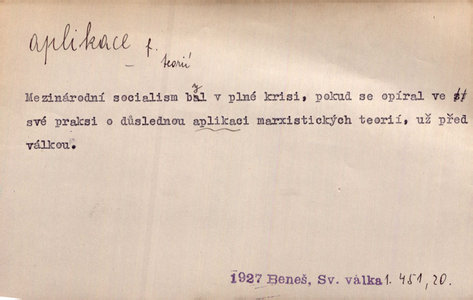 aplikace f.
teorií
Mezinárodní socialism byl v plné krisi, pokud se opíral ve
své praksi o důslednou aplikaci marxistických teorií, už před
válkou.
1927 Beneš, Sv. válka 1. 451, 20.